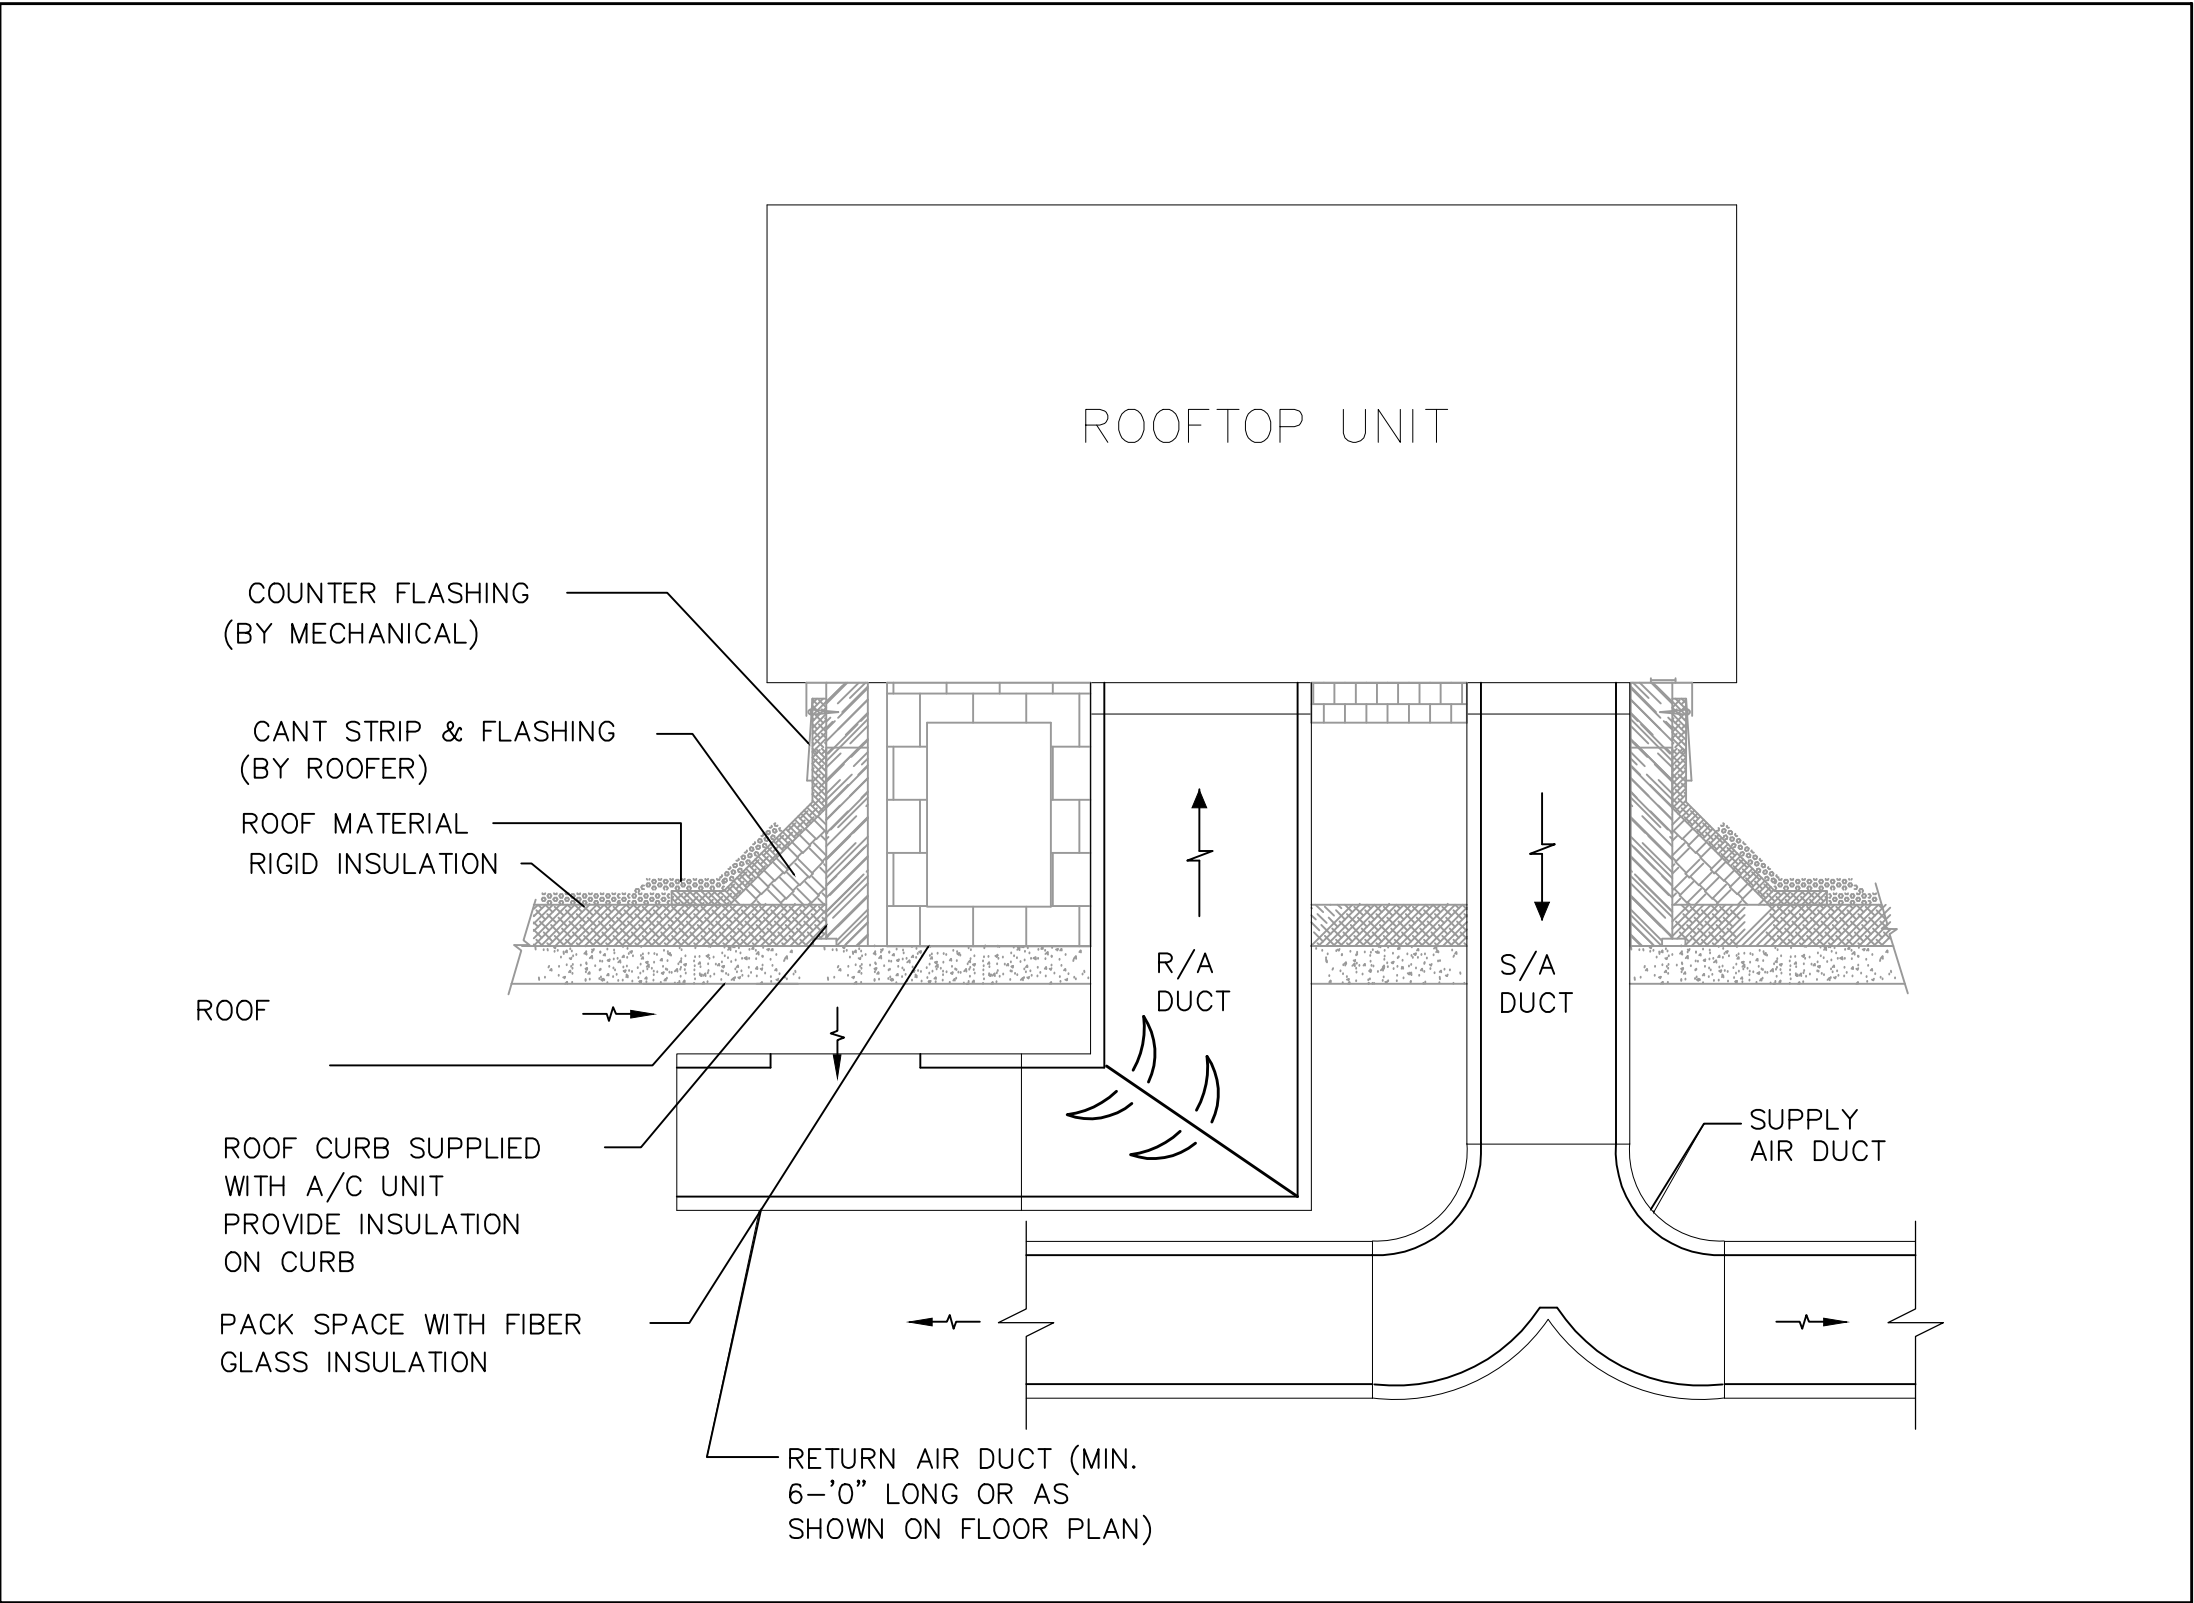 ROOFTOP UNIT
COUNTER FLASHING
(BY MECHANICAL)
CANT STRIP & FLASHING
(BY ROOFER)
ROOF MATERIAL
RIGID INSULATION
R/A
DUCT
S/A
DUCT
ROOF
SUPPLY
AIR DUCT
ROOF CURB SUPPLIED
WITH A/C UNIT
PROVIDE INSULATION
ON CURB
PACK SPACE WITH FIBER
GLASS INSULATION
RETURN AIR DUCT (MIN.
6-'0" LONG OR AS
SHOWN ON FLOOR PLAN)